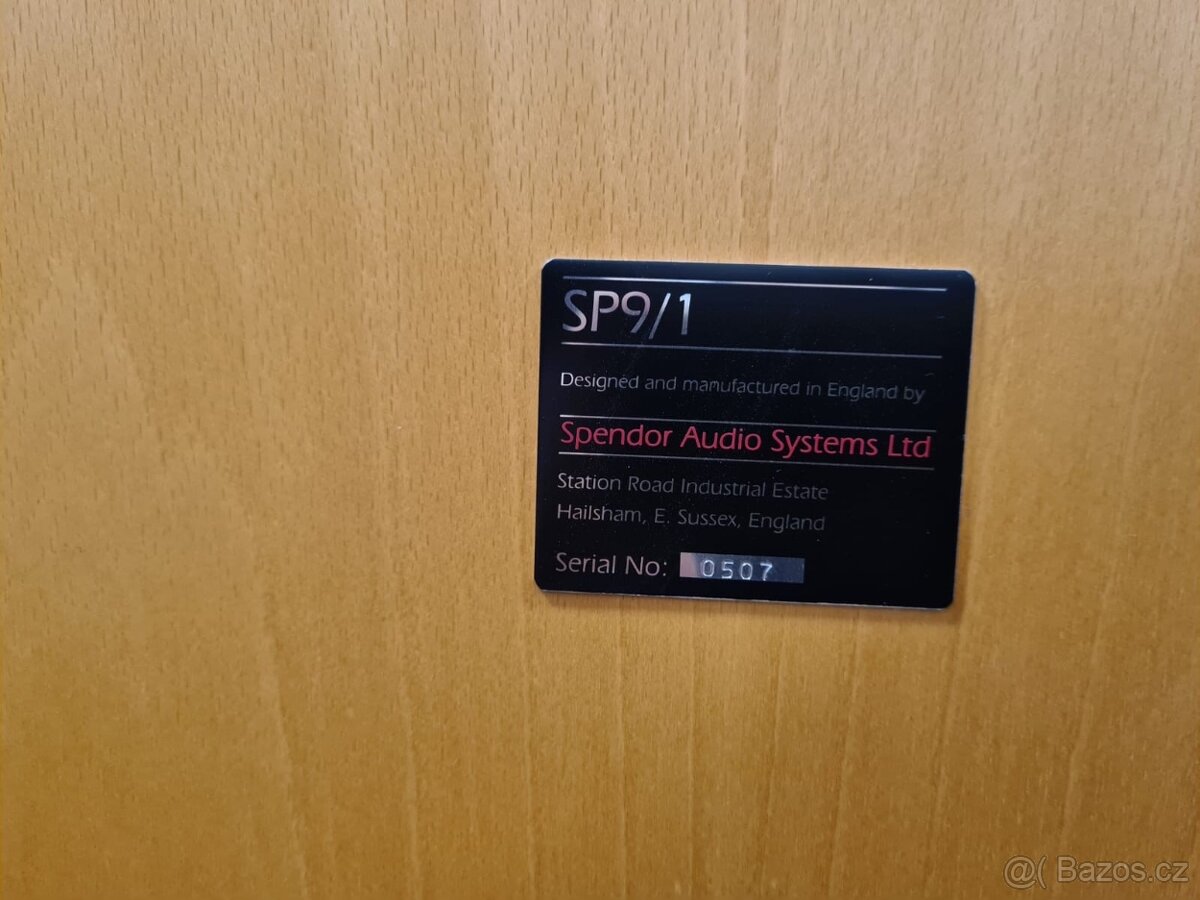 SP9/1
Designed and manufactured in England by
Spendor Audio Systems Ltd
Station Road Industrial Estate
Hailsham, E. Sussex, England
Serial No: 0507
@( Bazos.cz